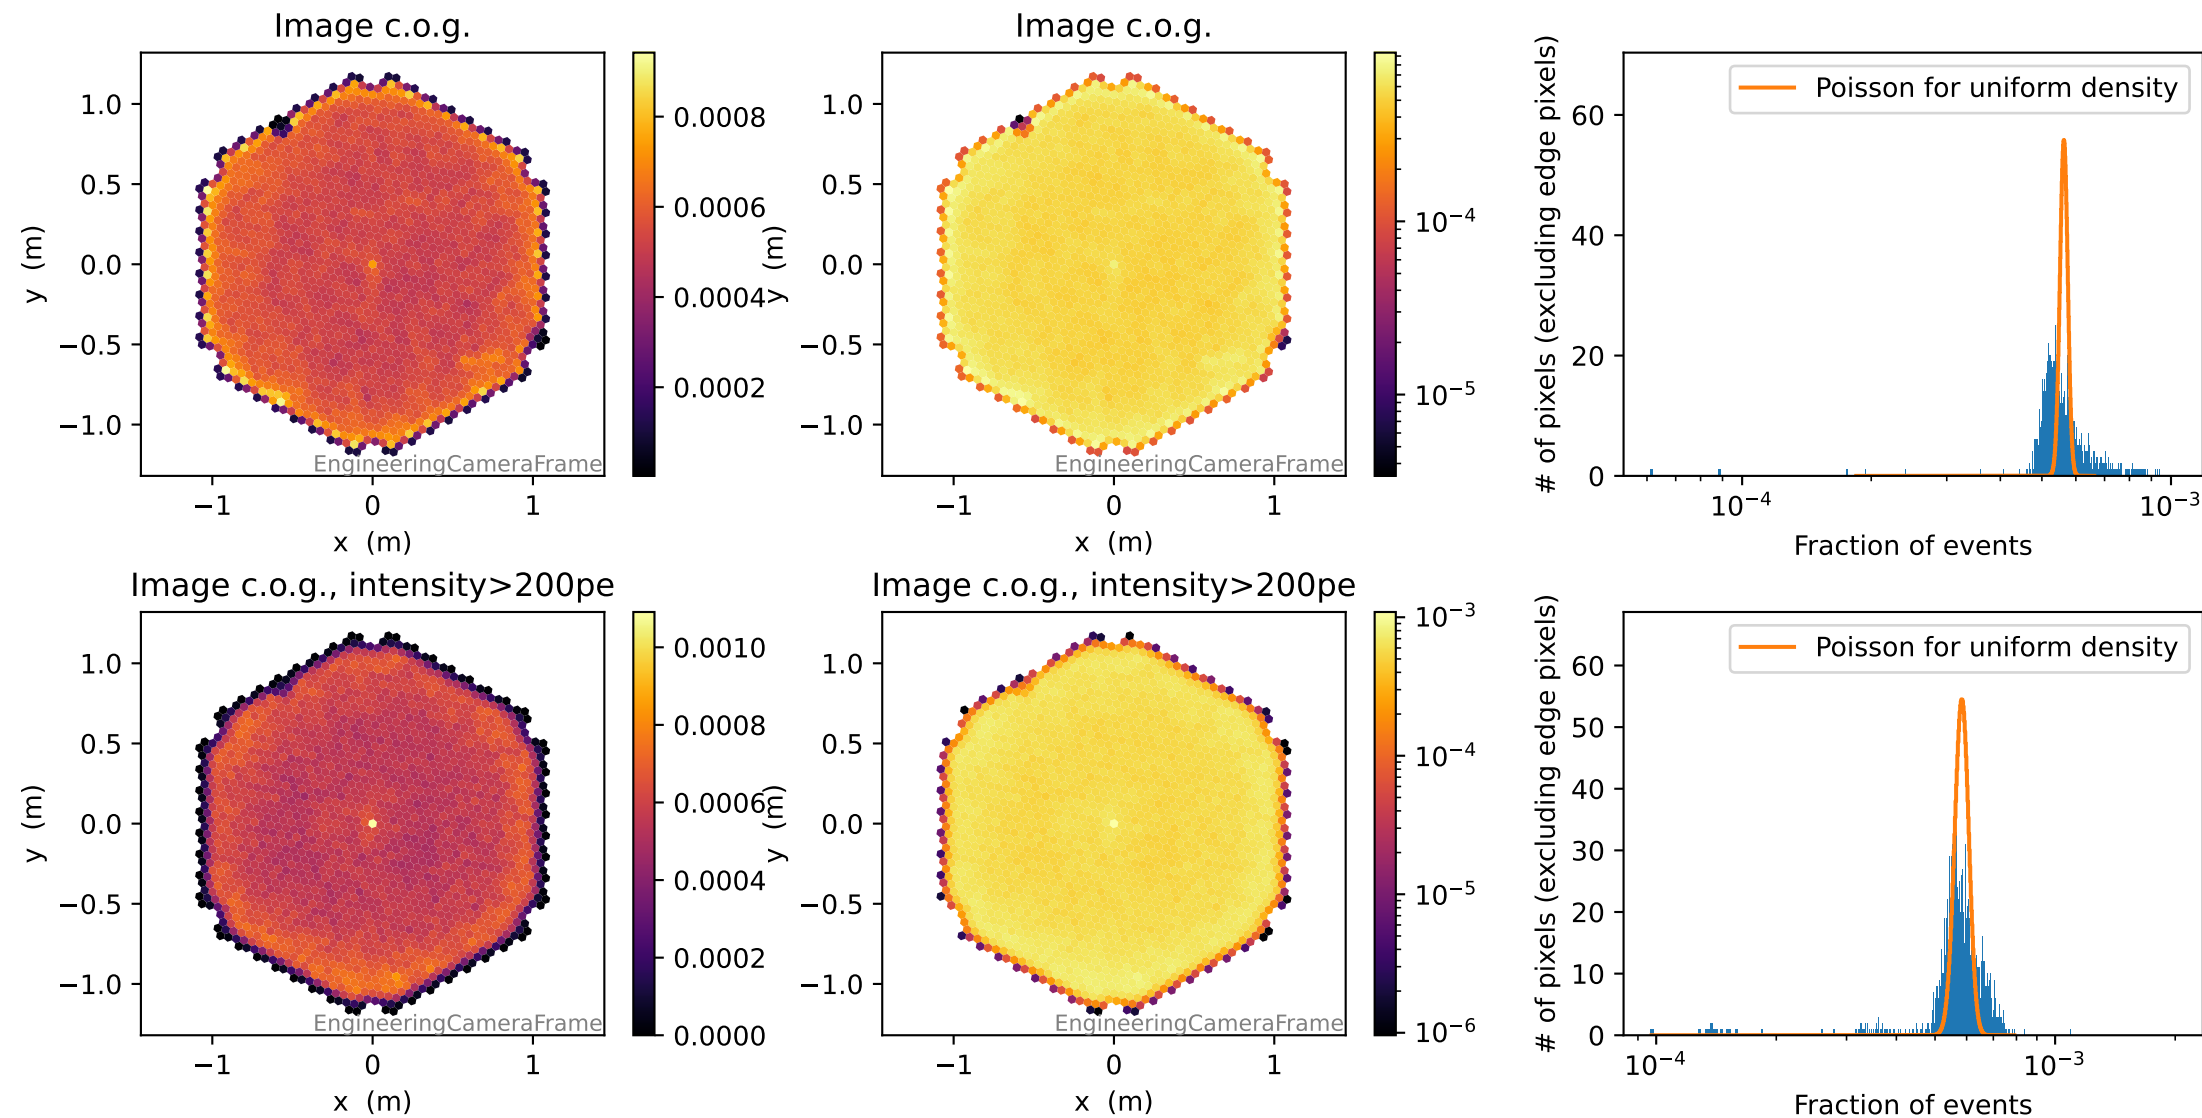 Image c.o.g.
1.0
0.5
0.0
−0.5
−1.0
y (m)
−1 0 1
x (m)
EngineeringCameraFrame
0.0008
0.0006
0.0004
0.0002
Image c.o.g.
1.0
0.5
0.0
−0.5
−1.0
y (m)
−1 0 1
x (m)
EngineeringCameraFrame
10−4
10−5
# of pixels (excluding edge pixels)
60
40
20
0
Poisson for uniform density
10−4 10−3
Fraction of events
Image c.o.g., intensity>200pe
1.0
0.5
0.0
−0.5
−1.0
y (m)
−1 0 1
x (m)
EngineeringCameraFrame
0.0010
0.0008
0.0006
0.0004
0.0002
0.0000
Image c.o.g., intensity>200pe
1.0
0.5
0.0
−0.5
−1.0
y (m)
−1 0 1
x (m)
EngineeringCameraFrame
10−3
10−4
10−5
10−6
# of pixels (excluding edge pixels)
60
50
40
30
20
10
0
Poisson for uniform density
10−4 10−3
Fraction of events